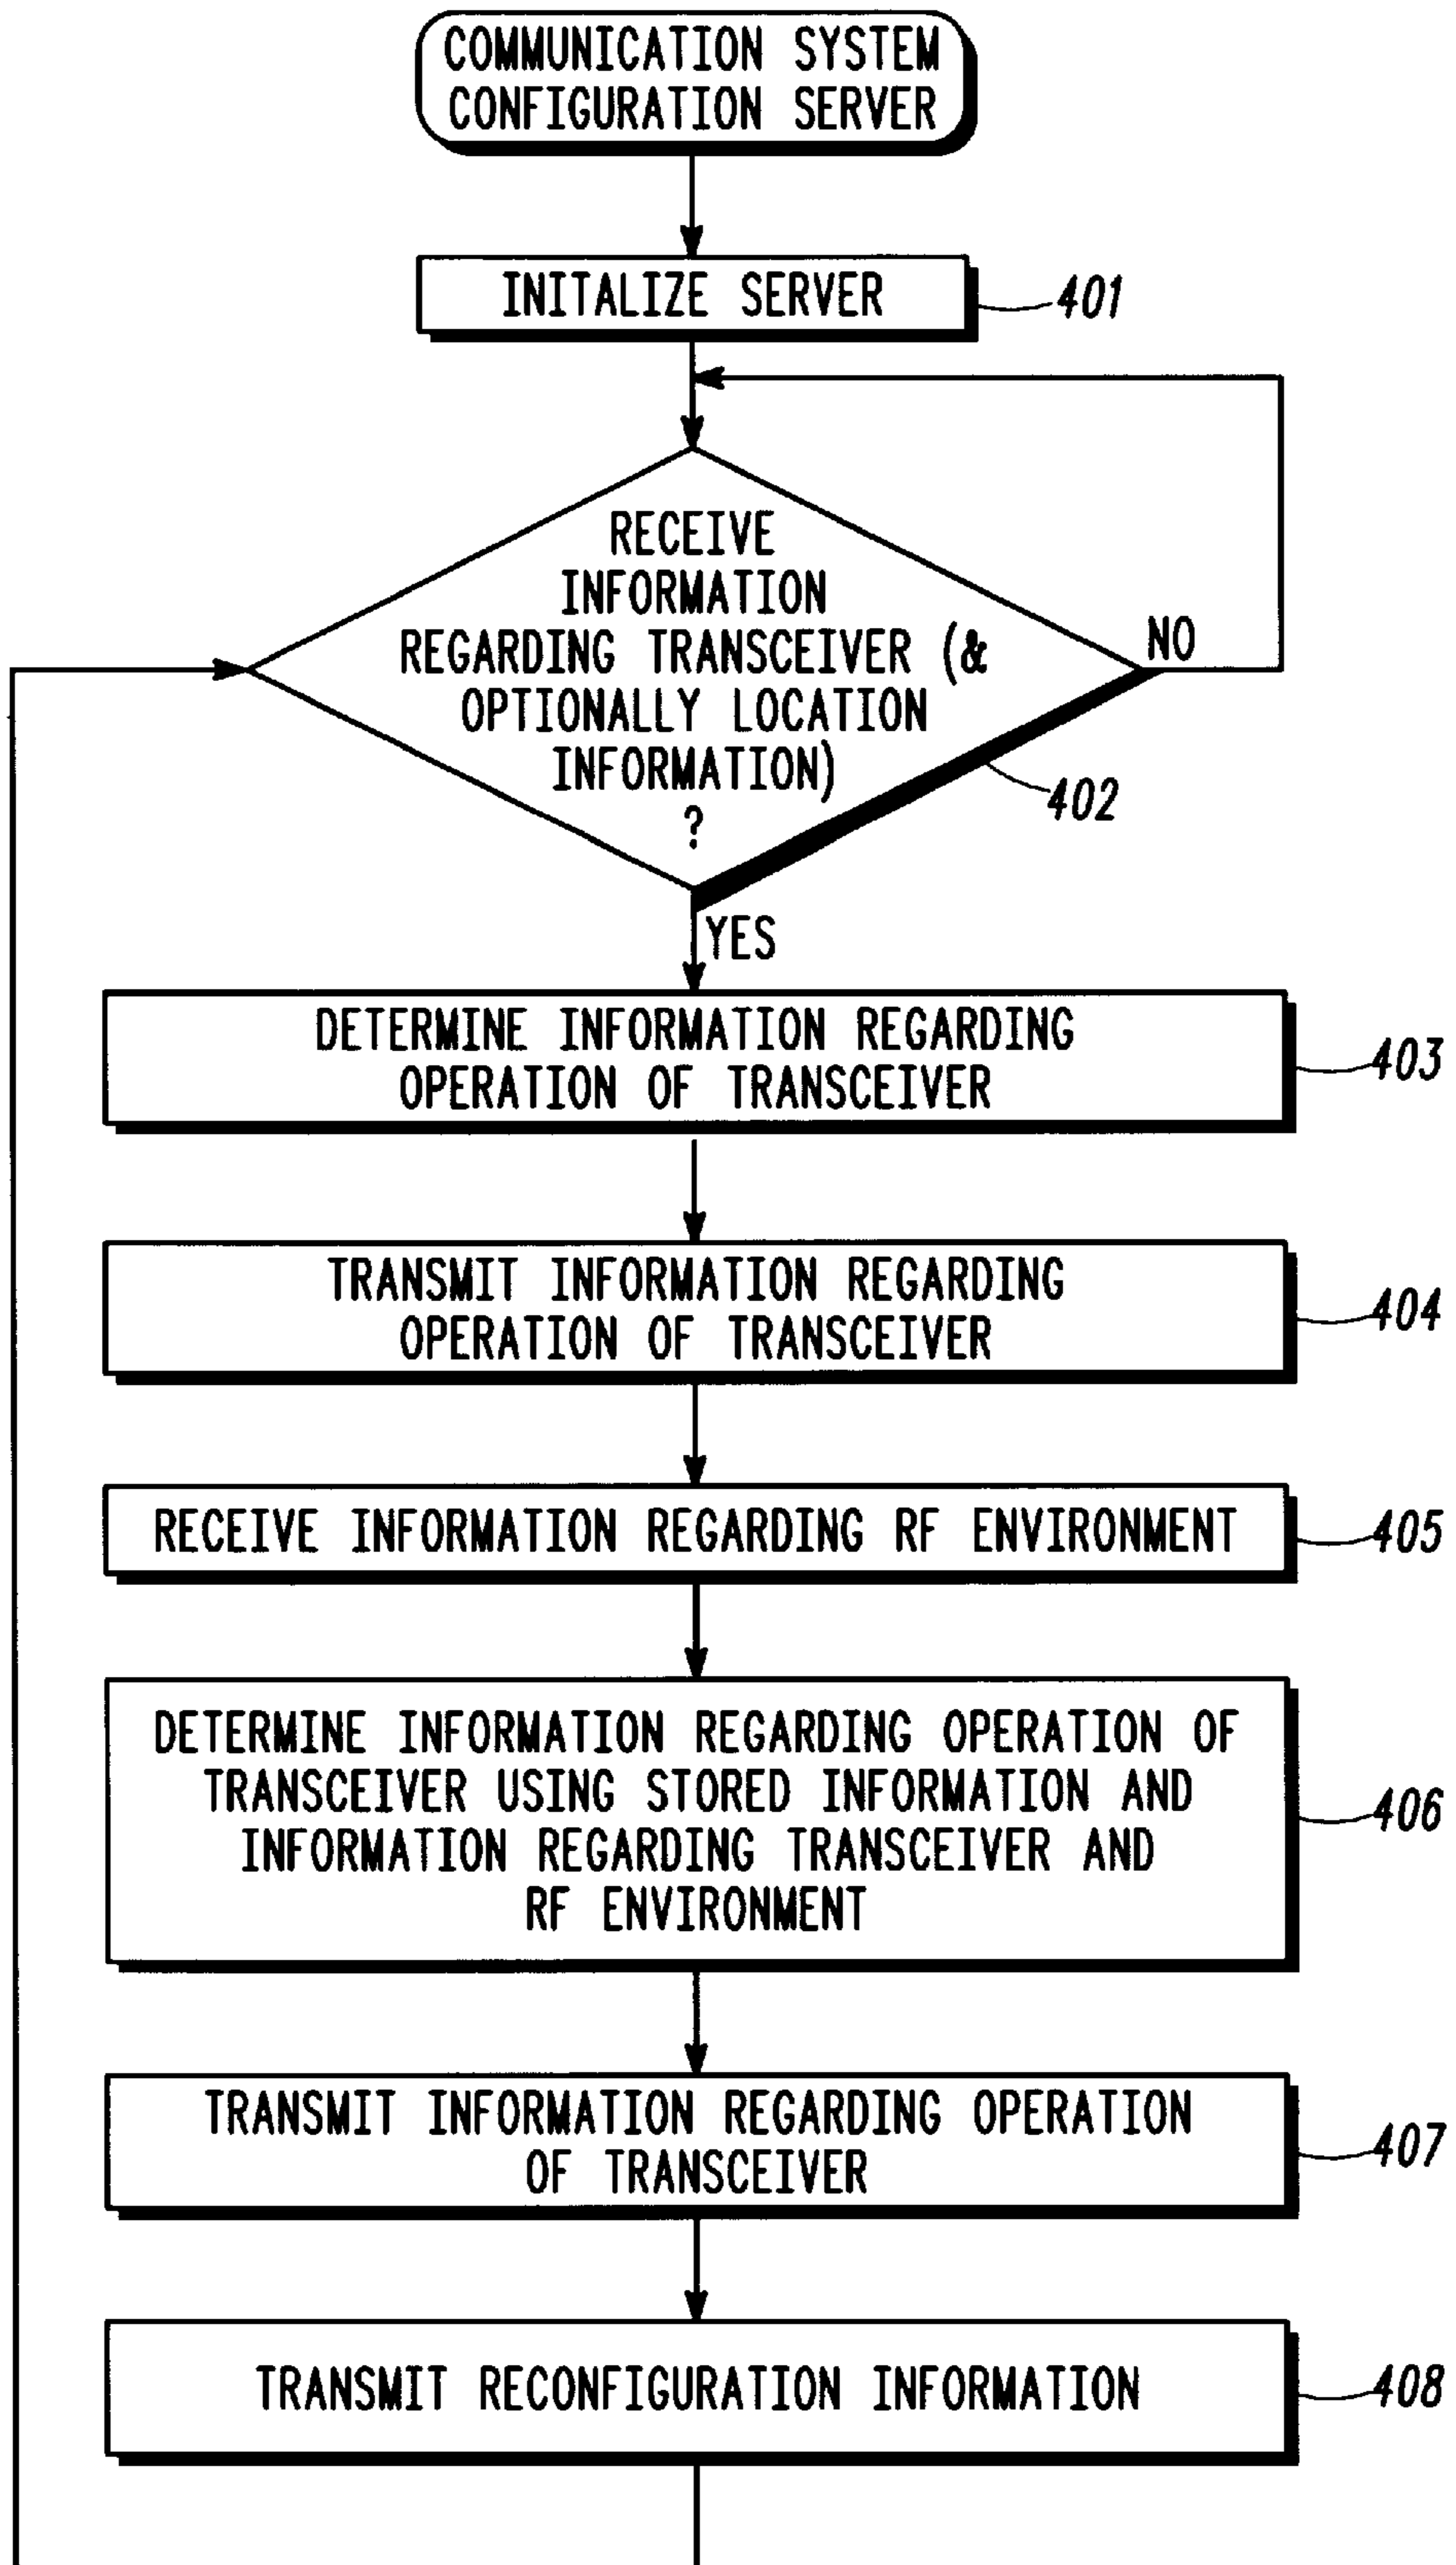 COMMUNICATION SYSTEM
CONFIGURATION SERVER
INITALIZE SERVER
401
RECEIVE
INFORMATION
REGARDING TRANSCEIVER (&
OPTIONALLY LOCATION
INFORMATION)
?
NO
402
YES
DETERMINE INFORMATION REGARDING
OPERATION OF TRANSCEIVER
403
TRANSMIT INFORMATION REGARDING
OPERATION OF TRANSCEIVER
404
RECEIVE INFORMATION REGARDING RF ENVIRONMENT
405
DETERMINE INFORMATION REGARDING OPERATION OF
TRANSCEIVER USING STORED INFORMATION AND
INFORMATION REGARDING TRANSCEIVER AND
RF ENVIRONMENT
406
TRANSMIT INFORMATION REGARDING OPERATION
OF TRANSCEIVER
407
TRANSMIT RECONFIGURATION INFORMATION
408